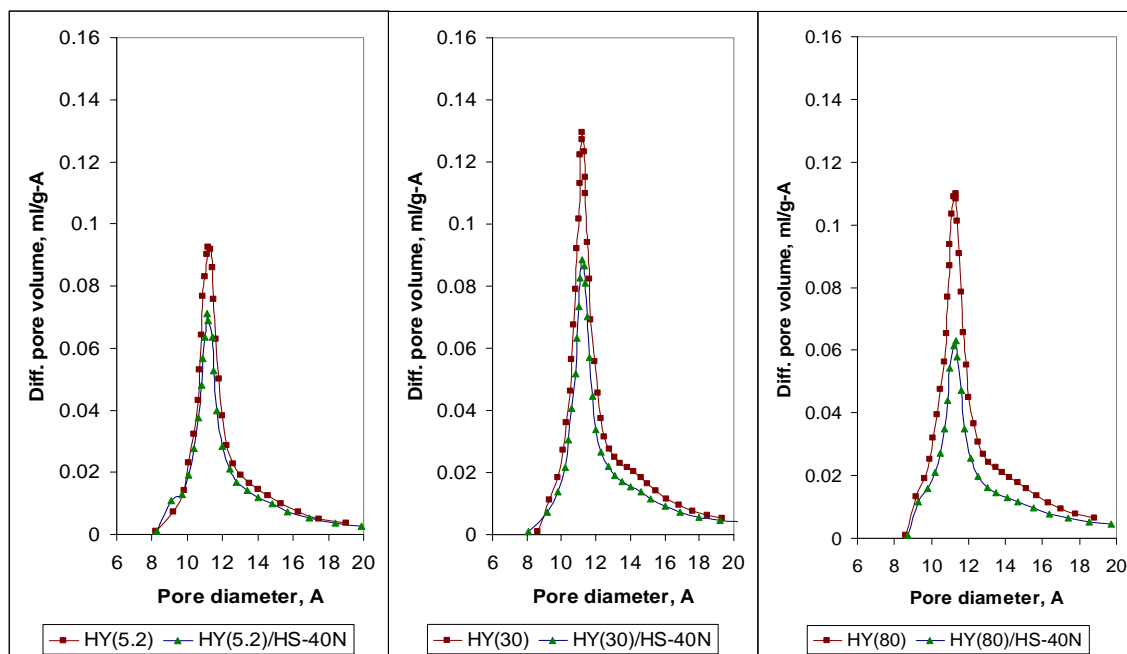 Diff. pore volume, ml/g-A
0.16
0.14
0.12
0.1
0.08
0.06
0.04
0.02
0
6 8 10 12 14 16 18 20
Pore diameter, A
HY(5.2) HY(5.2)/HS-40N
Diff. pore volume, ml/g-A
0.16
0.14
0.12
0.1
0.08
0.06
0.04
0.02
0
6 8 10 12 14 16 18 20
Pore diameter, A
HY(30) HY(30)/HS-40N
Diff. pore volume, ml/g-A
0.16
0.14
0.12
0.1
0.08
0.06
0.04
0.02
0
6 8 10 12 14 16 18 20
Pore diameter, A
HY(80) HY(80)/HS-40N